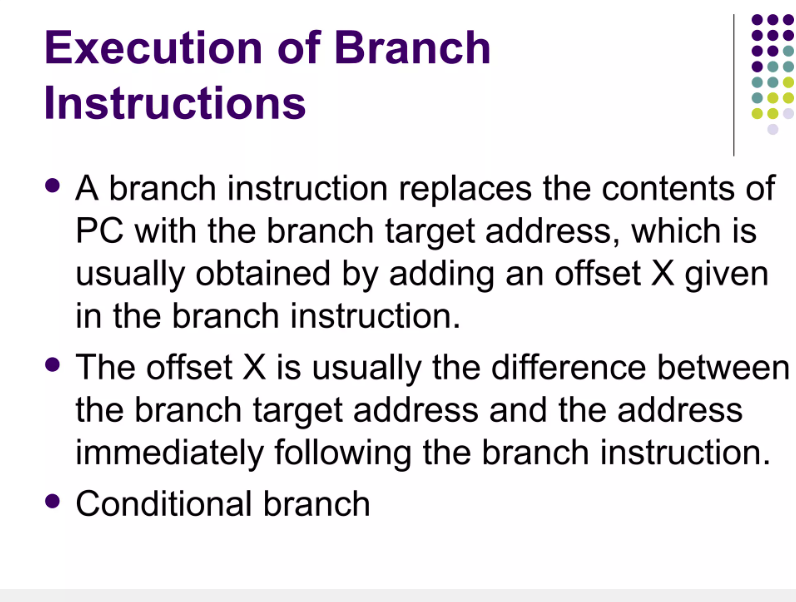 Execution of Branch
Instructions
● A branch instruction replaces the contents of
PC with the branch target address, which is
usually obtained by adding an offset X given
in the branch instruction.
● The offset X is usually the difference between
the branch target address and the address
immediately following the branch instruction.
● Conditional branch